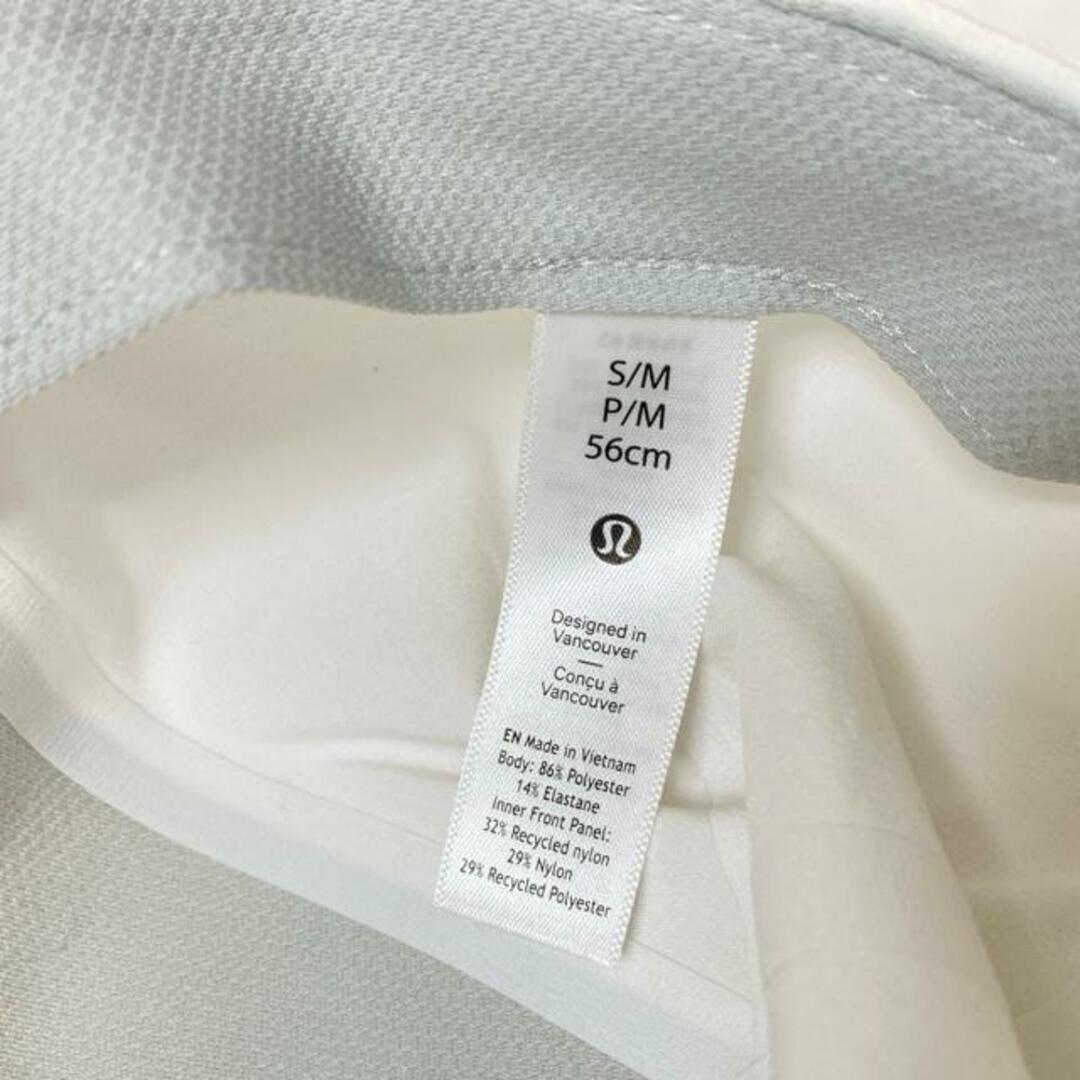 S/M
P/M
56cm
Designed in
Vancouver
Conçu à
Vancouver
EN Made in Vietnam
Body: 86% Polyester
14% Elastane
Inner Front Panel:
32% Recycled nylon
29% Nylon
29% Recycled Polyester